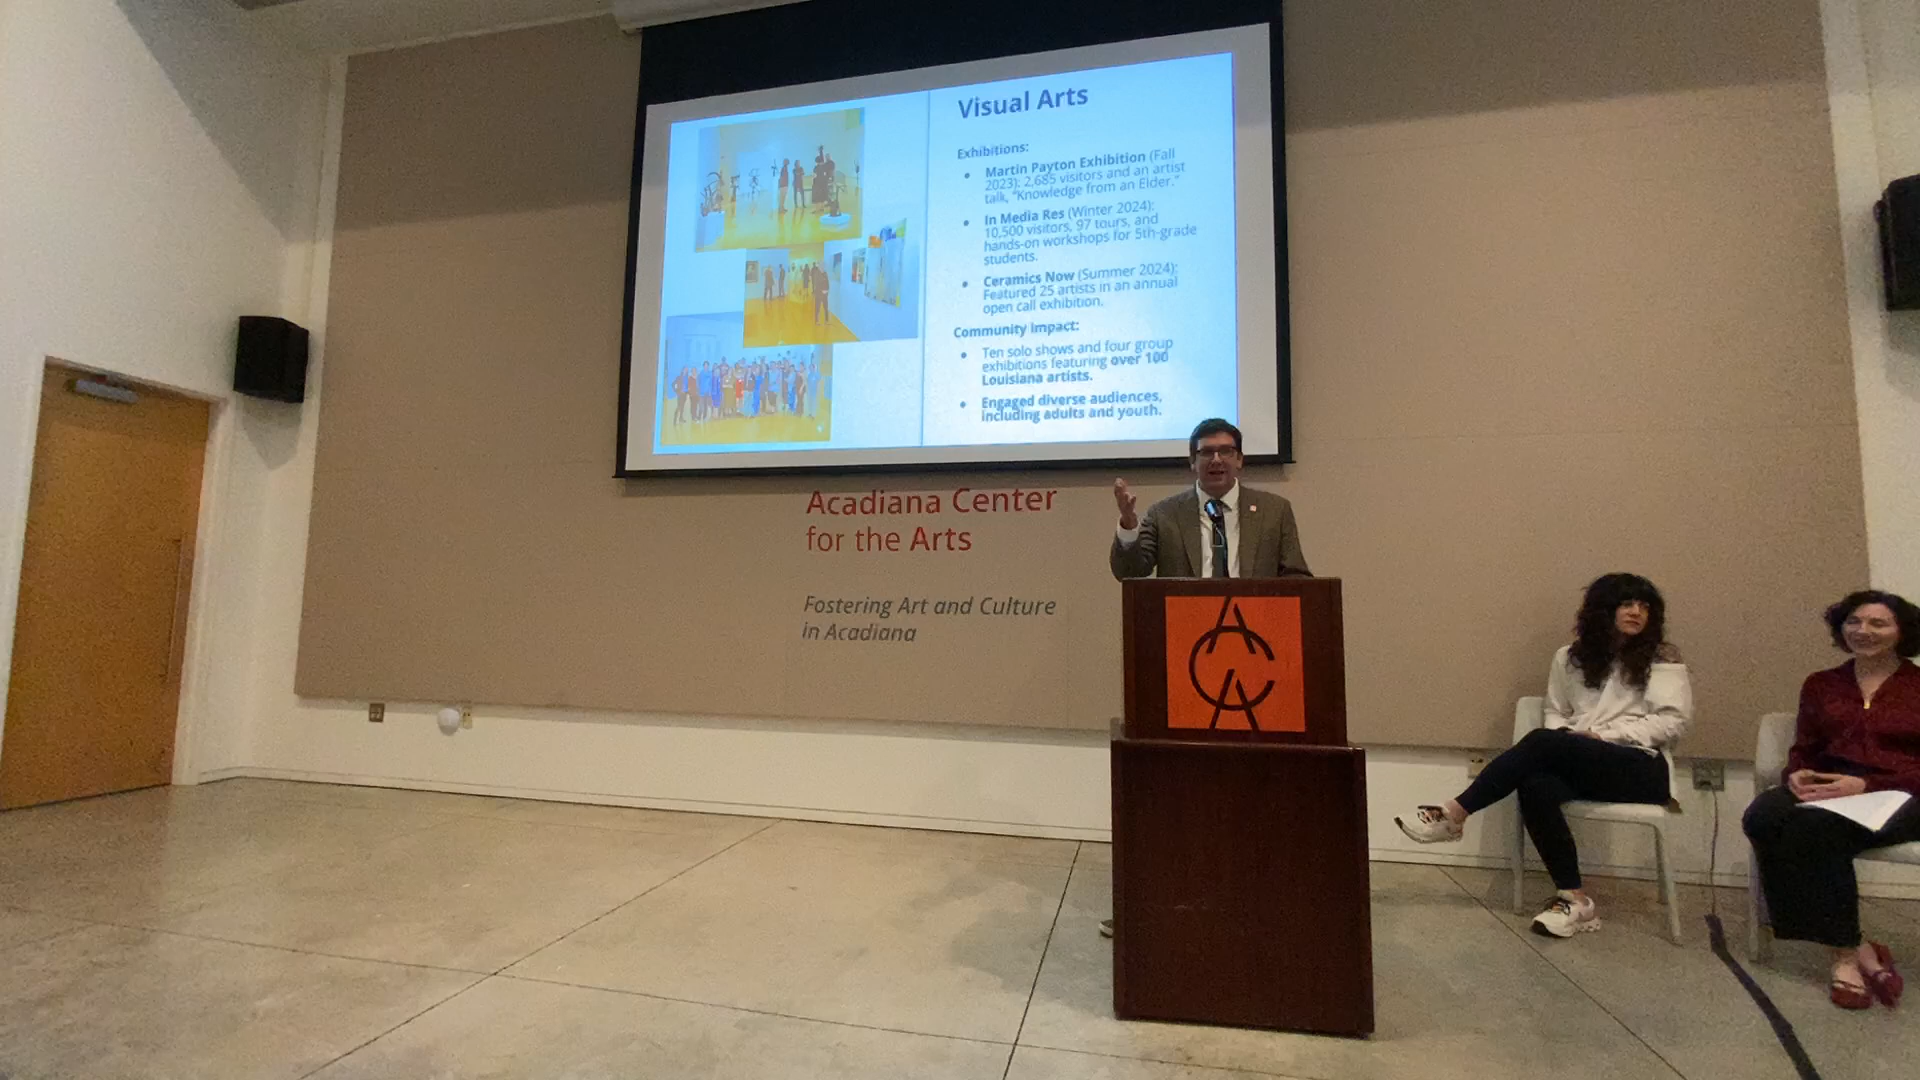 Visual Arts
Exhibitions:
• Martin Payton Exhibition (Fall
2023): 2,685 visitors and an artist
talk, "Knowledge from an Elder."
• In Media Res (Winter 2024):
10,500 visitors, 97 tours, and
hands-on workshops for 5th-grade
students.
• Ceramics Now (Summer 2024):
Featured 25 artists in an annual
open call exhibition.
Community Impact:
• Ten solo shows and four group
exhibitions featuring over 100
Louisiana artists.
• Engaged diverse audiences,
including adults and youth.
Acadiana Center
for the Arts
Fostering Art and Culture
in Acadiana
ACA